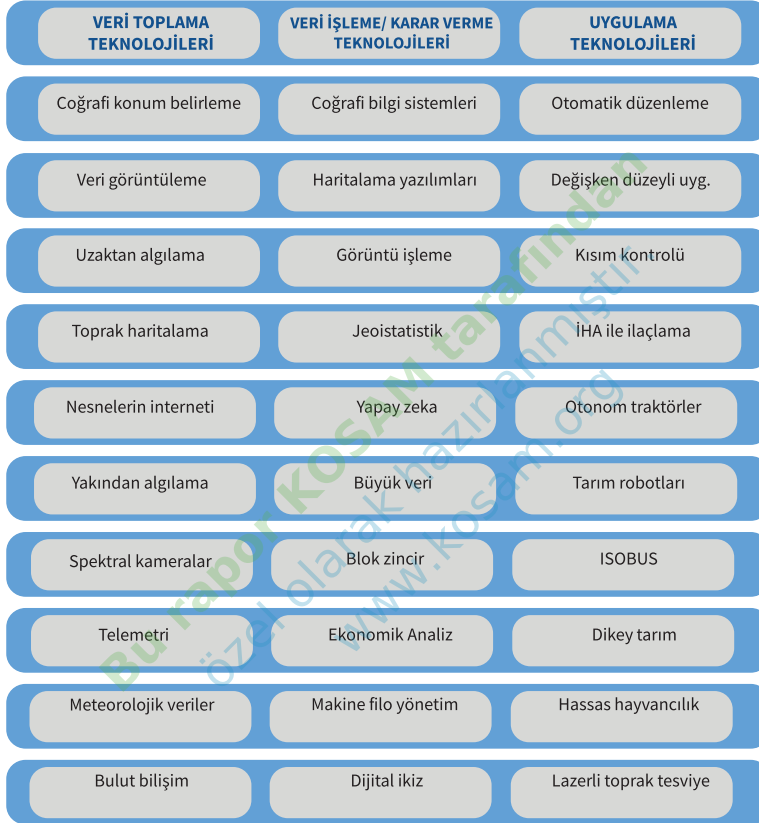 VERİ TOPLAMA
TEKNOLOJİLERİ
VERİ İŞLEME/ KARAR VERME
TEKNOLOJİLERİ
UYGULAMA
TEKNOLOJİLERİ
Coğrafi konum belirleme
Coğrafi bilgi sistemleri
Otomatik düzenleme
Veri görüntüleme
Haritalama yazılımları
Değişken düzeyli uyg.
Uzaktan algılama
Görüntü işleme
Kısım kontrolü
Toprak haritalama
Jeoistatistik
İHA ile ilaçlama
Nesnelerin interneti
Yapay zeka
Otonom traktörler
Yakından algılama
Büyük veri
Tarım robotları
Spektral kameralar
Blok zincir
ISOBUS
Telemetri
Ekonomik Analiz
Dikey tarım
Meteorolojik veriler
Makine filo yönetim
Hassas hayvancılık
Bulut bilişim
Dijital ikiz
Lazerli toprak tesviye
Bu rapor KOSAM tarafından
özel olarak hazırlanmıştır.
www.kosam.org